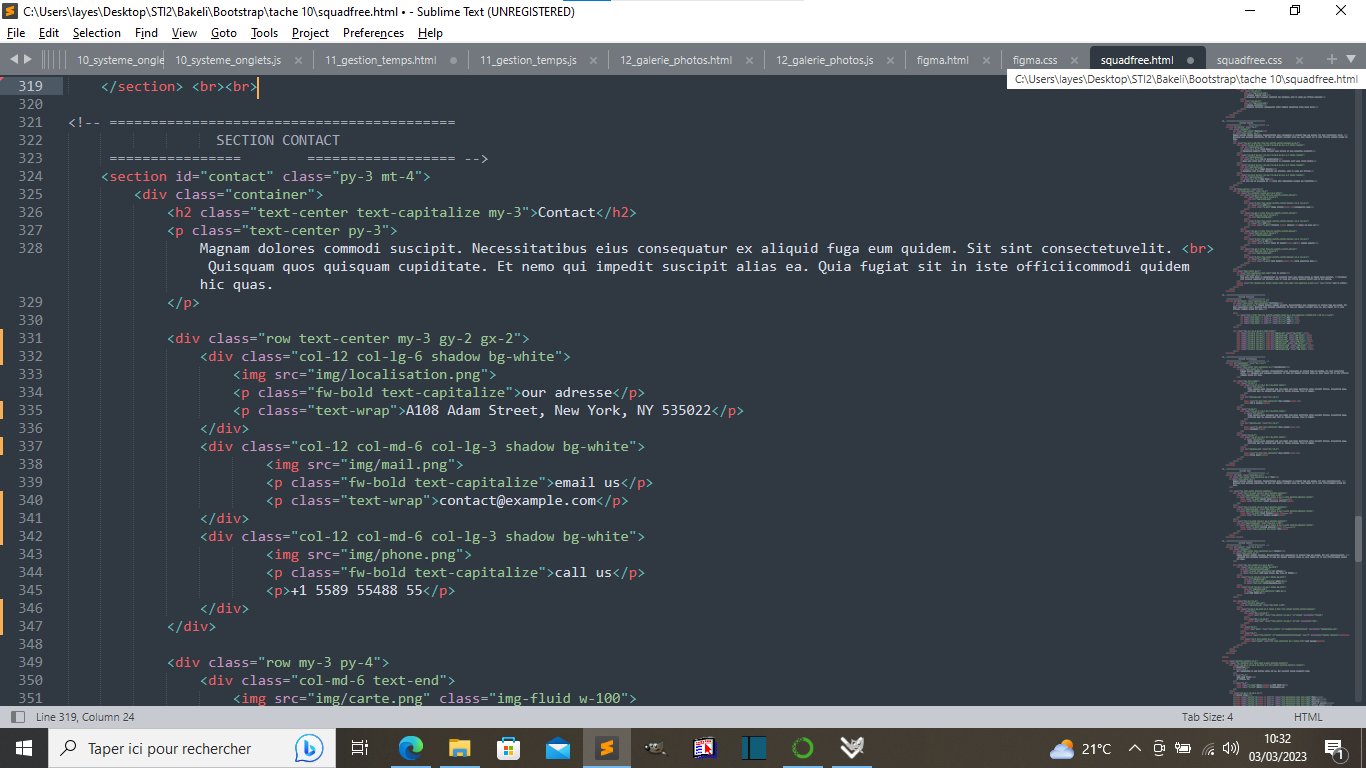 C:\Users\layes\Desktop\STI2\Bakeli\Bootstrap\tache 10\squadfree.html • - Sublime Text (UNREGISTERED)
File Edit Selection Find View Goto Tools Project Preferences Help
10_systeme_ongle 10_systeme_onglets.js 11_gestion_temps.html 11_gestion_temps.js 12_galerie_photos.html 12_galerie_photos.js figma.html figma.css squadfree.html squadfree.css
C:\Users\layes\Desktop\STI2\Bakeli\Bootstrap\tache 10\squadfree.html
319 </section> <br><br>
320
321 <!-- ==========================================
322 SECTION CONTACT
323 ================ ================== -->
324 <section id="contact" class="py-3 mt-4">
325 <div class="container">
326 <h2 class="text-center text-capitalize my-3">Contact</h2>
327 <p class="text-center py-3">
328 Magnam dolores commodi suscipit. Necessitatibus eius consequatur ex aliquid fuga eum quidem. Sit sint consectetuvelit. <br>
Quisquam quos quisquam cupiditate. Et nemo qui impedit suscipit alias ea. Quia fugiat sit in iste officiicommodi quidem
hic quas.
329 </p>
330
331 <div class="row text-center my-3 gy-2 gx-2">
332 <div class="col-12 col-lg-6 shadow bg-white">
333 <img src="img/localisation.png">
334 <p class="fw-bold text-capitalize">our adresse</p>
335 <p class="text-wrap">A108 Adam Street, New York, NY 535022</p>
336 </div>
337 <div class="col-12 col-md-6 col-lg-3 shadow bg-white">
338 <img src="img/mail.png">
339 <p class="fw-bold text-capitalize">email us</p>
340 <p class="text-wrap">contact@example.com</p>
341 </div>
342 <div class="col-12 col-md-6 col-lg-3 shadow bg-white">
343 <img src="img/phone.png">
344 <p class="fw-bold text-capitalize">call us</p>
345 <p>+1 5589 55488 55</p>
346 </div>
347 </div>
348
349 <div class="row my-3 py-4">
350 <div class="col-md-6 text-end">
351 <img src="img/carte.png" class="img-fluid w-100">
Line 319, Column 24 Tab Size: 4 HTML
Taper ici pour rechercher
21°C
10:32
03/03/2023
1